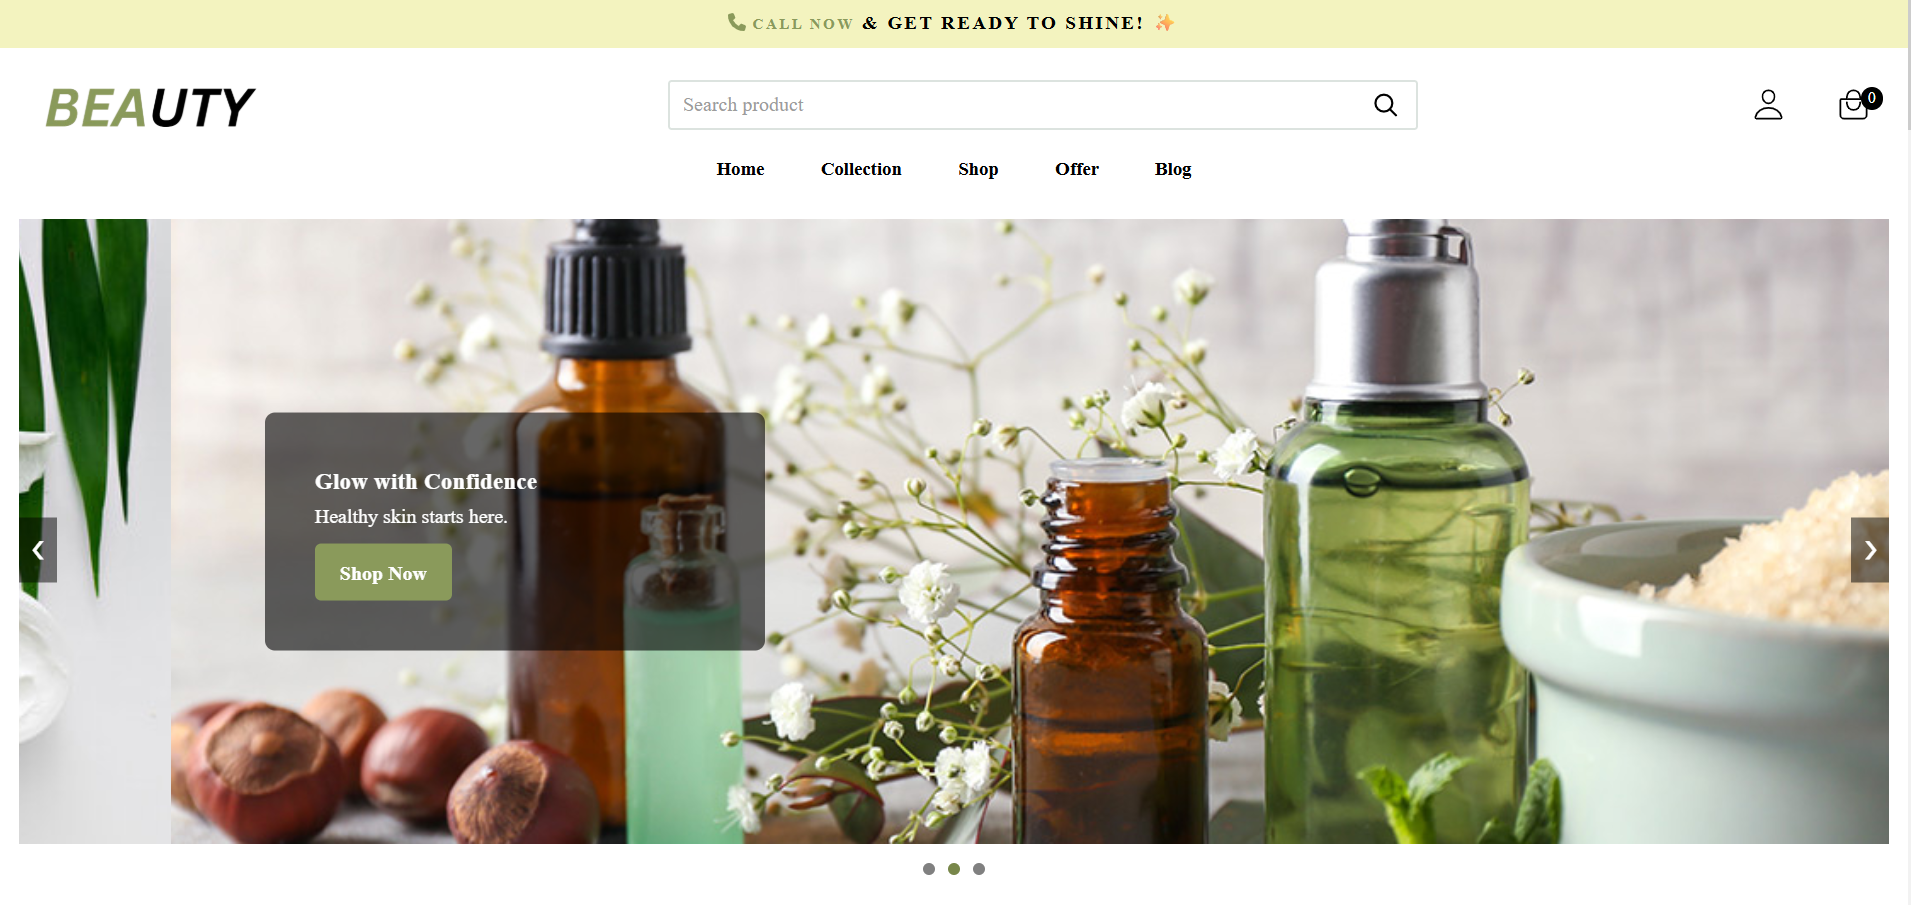 CALL NOW & GET READY TO SHINE! ✨
BEAUTY
Search product
0
Home Collection Shop Offer Blog
Glow with Confidence
Healthy skin starts here.
Shop Now